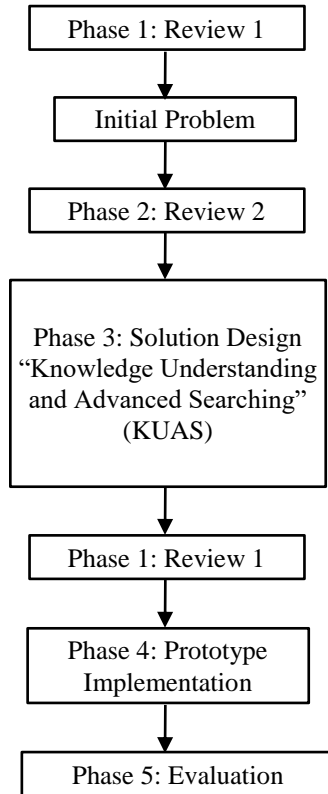 Phase 1: Review 1
Initial Problem
Phase 2: Review 2
Phase 3: Solution Design
“Knowledge Understanding
and Advanced Searching”
(KUAS)
Phase 1: Review 1
Phase 4: Prototype
Implementation
Phase 5: Evaluation